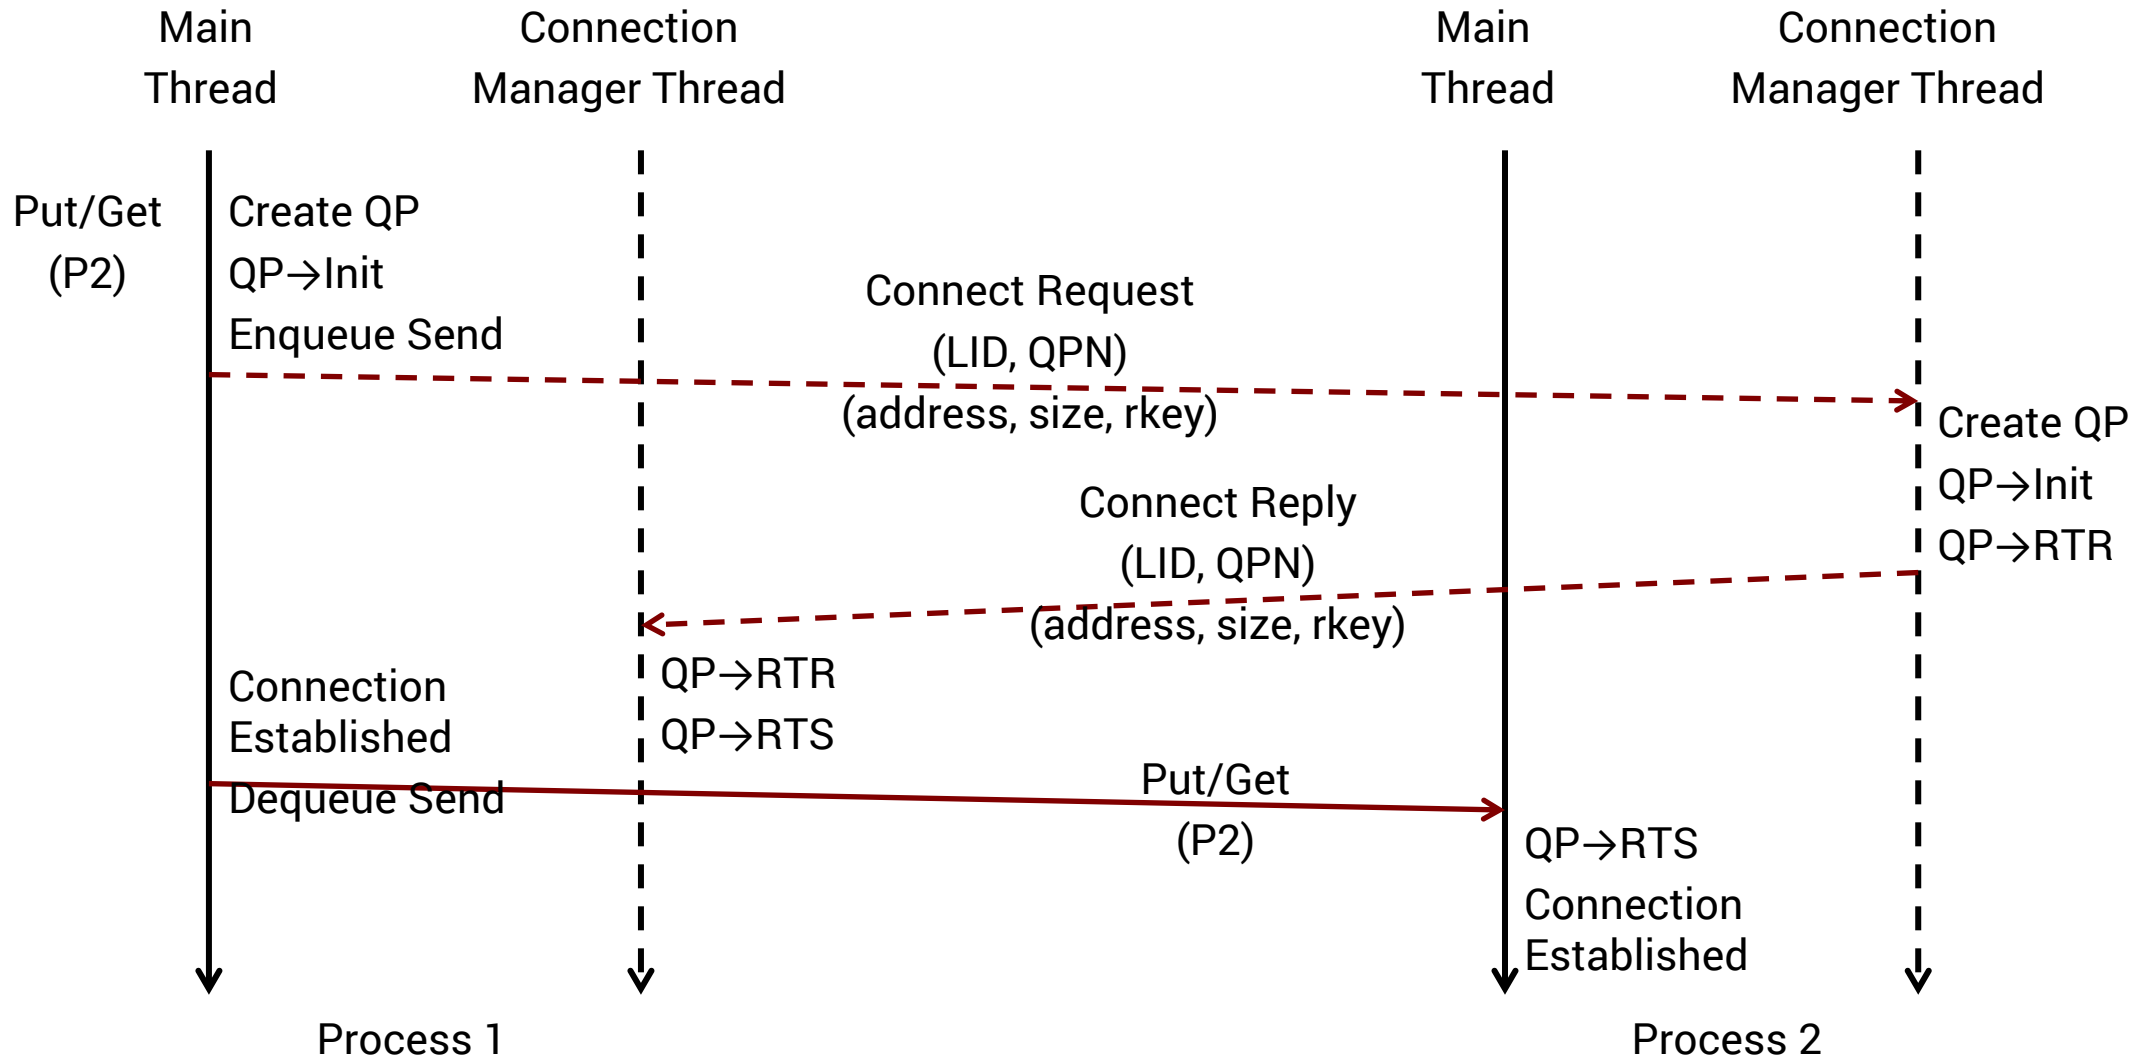 Main
Thread
Connection
Manager Thread
Main
Thread
Connection
Manager Thread
Put/Get
(P2)
Create QP
QP→Init
Enqueue Send
Connect Request
(LID, QPN)
(address, size, rkey)
Create QP
QP→Init
QP→RTR
Connect Reply
(LID, QPN)
(address, size, rkey)
QP→RTR
QP→RTS
Connection
Established
Dequeue Send
Put/Get
(P2)
QP→RTS
Connection
Established
Process 1
Process 2